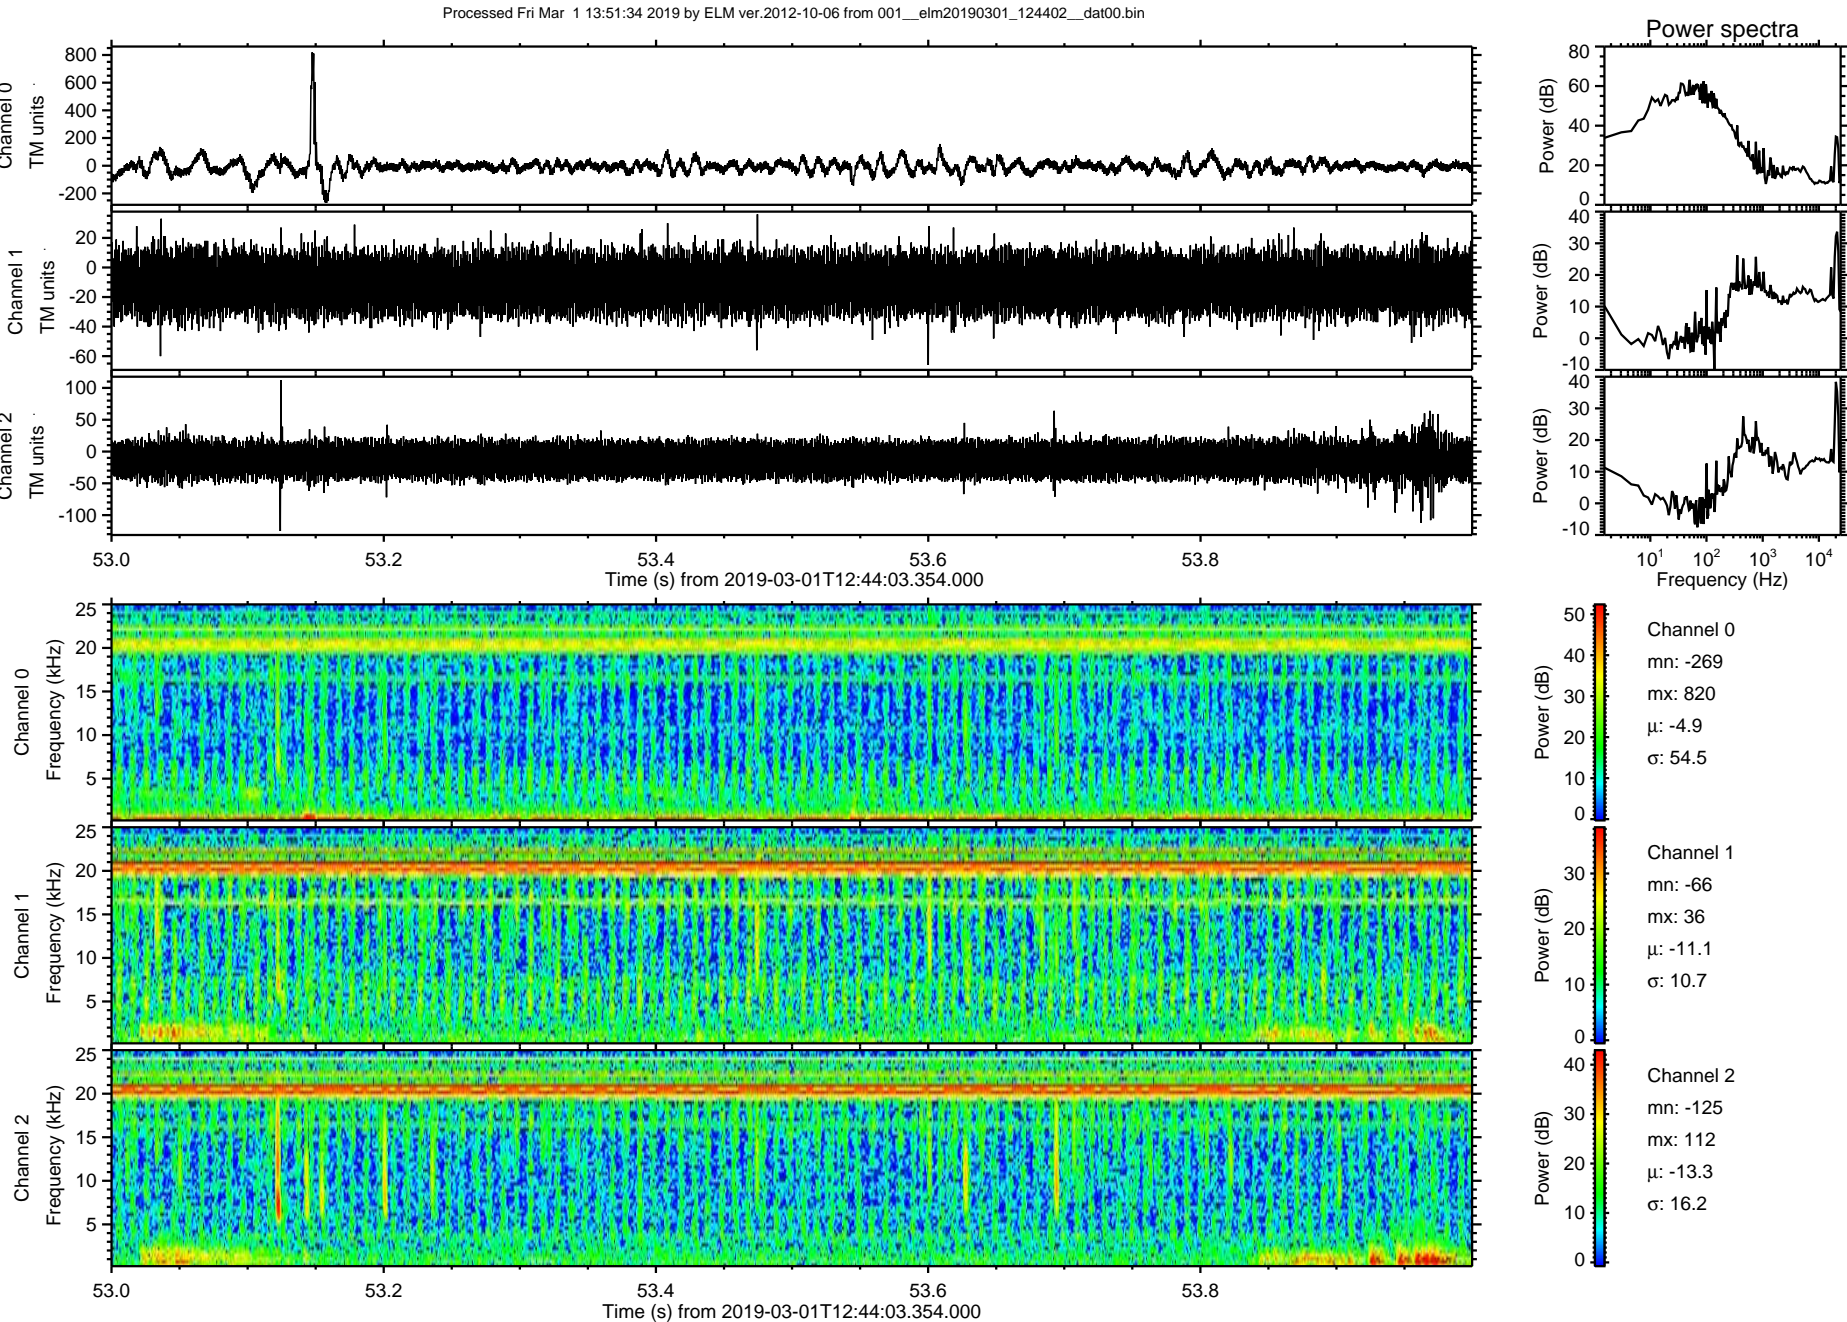 Processed Fri Mar  1 13:51:34 2019 by ELM ver.2012-10-06 from 001__elm20190301_124402__dat00.bin
Power spectra
Channel 0
TM units
800
600
400
200
0
-200
Power (dB)
80
60
40
20
0
Channel 1
TM units
20
0
-20
-40
-60
Power (dB)
40
30
20
10
0
-10
Channel 2
TM units
100
50
0
-50
-100
Power (dB)
40
30
20
10
0
-10
53.0 53.2 53.4 53.6 53.8
Time (s) from 2019-03-01T12:44:03.354.000
10¹ 10² 10³ 10⁴
Frequency (Hz)
Channel 0
Frequency (kHz)
25
20
15
10
5
Power (dB)
50
40
30
20
10
0
Channel 0
mn: -269
mx: 820
μ: -4.9
σ: 54.5
Channel 1
Frequency (kHz)
25
20
15
10
5
Power (dB)
30
20
10
0
Channel 1
mn: -66
mx: 36
μ: -11.1
σ: 10.7
Channel 2
Frequency (kHz)
25
20
15
10
5
Power (dB)
40
30
20
10
0
Channel 2
mn: -125
mx: 112
μ: -13.3
σ: 16.2
53.0 53.2 53.4 53.6 53.8
Time (s) from 2019-03-01T12:44:03.354.000